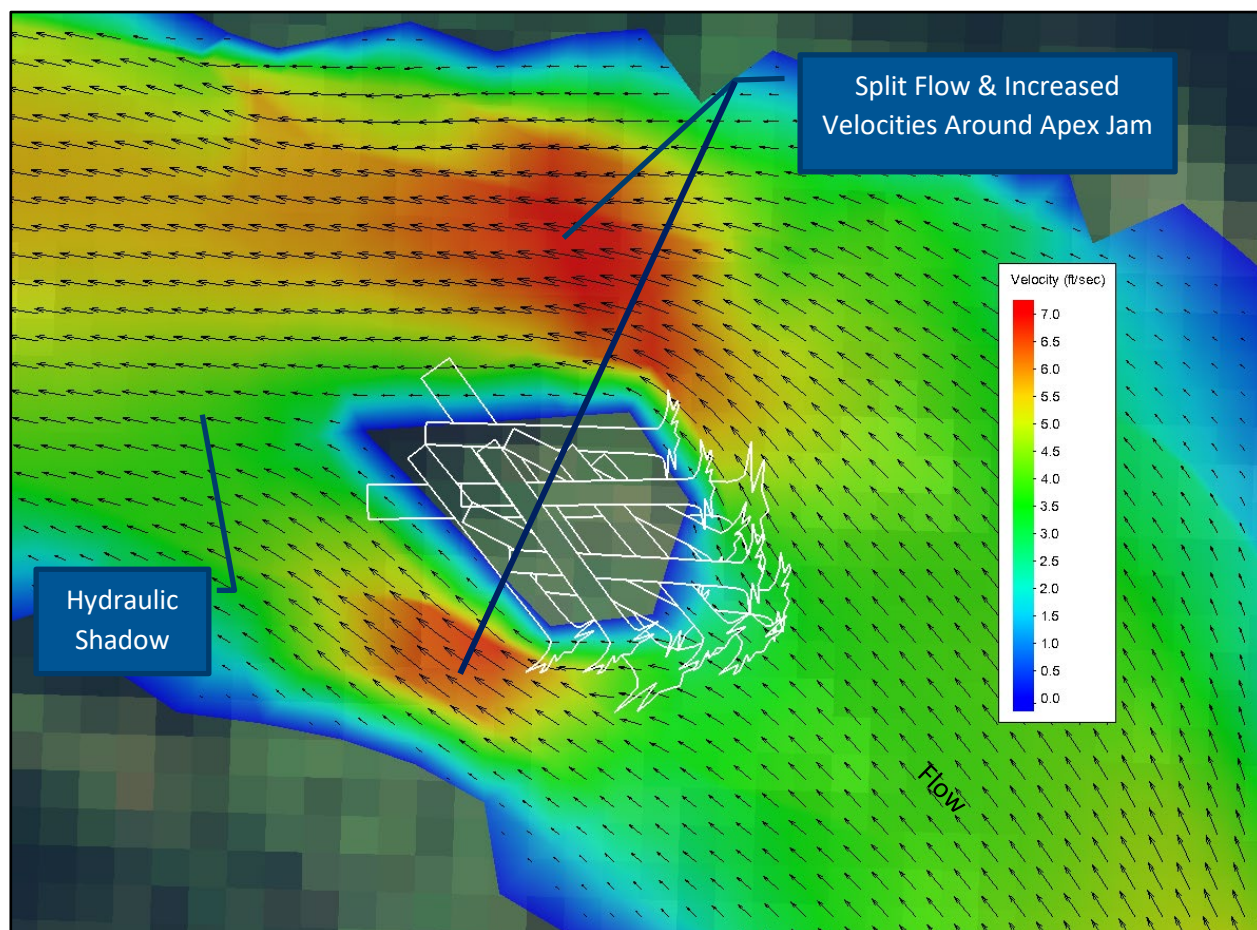 Split Flow & Increased
Velocities Around Apex Jam
Velocity (ft/sec)
7.0
6.5
6.0
5.5
5.0
4.5
4.0
3.5
3.0
2.5
2.0
1.5
1.0
0.5
0.0
Hydraulic
Shadow
Flow